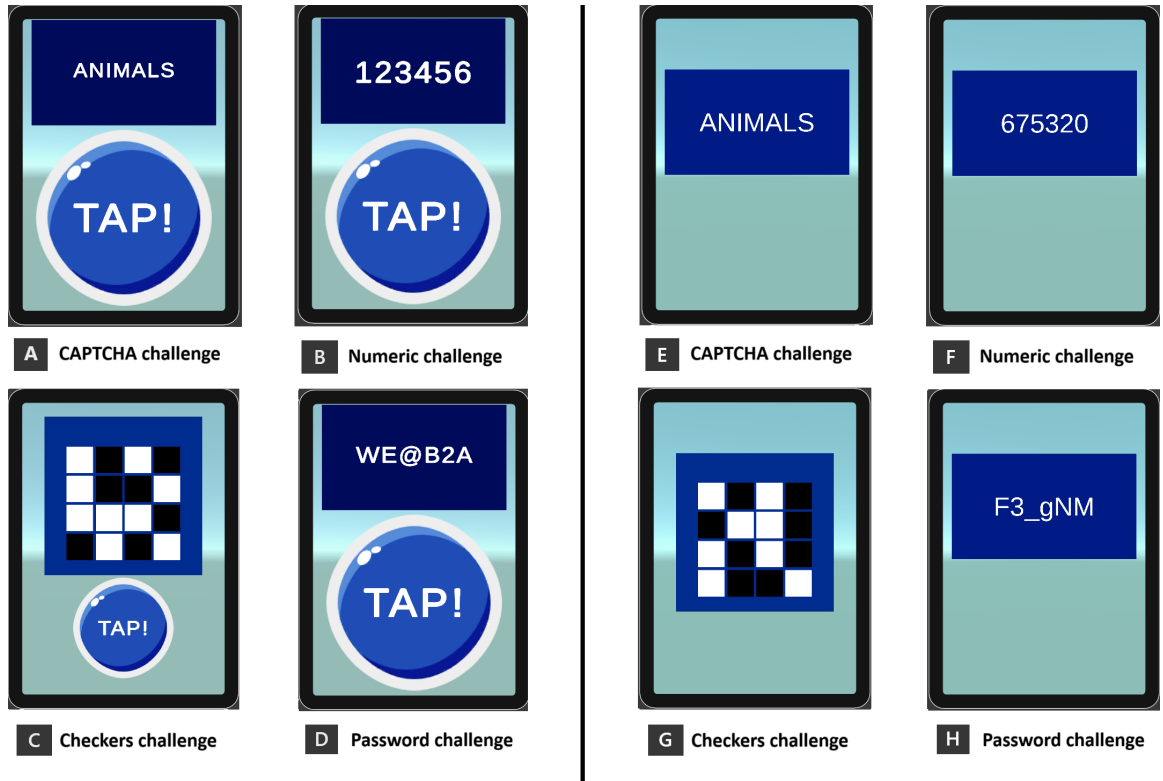 ANIMALS
TAP!
A CAPTCHA challenge
123456
TAP!
B Numeric challenge
ANIMALS
E CAPTCHA challenge
675320
F Numeric challenge
TAP!
C Checkers challenge
WE@B2A
TAP!
D Password challenge
G Checkers challenge
F3_gNM
H Password challenge